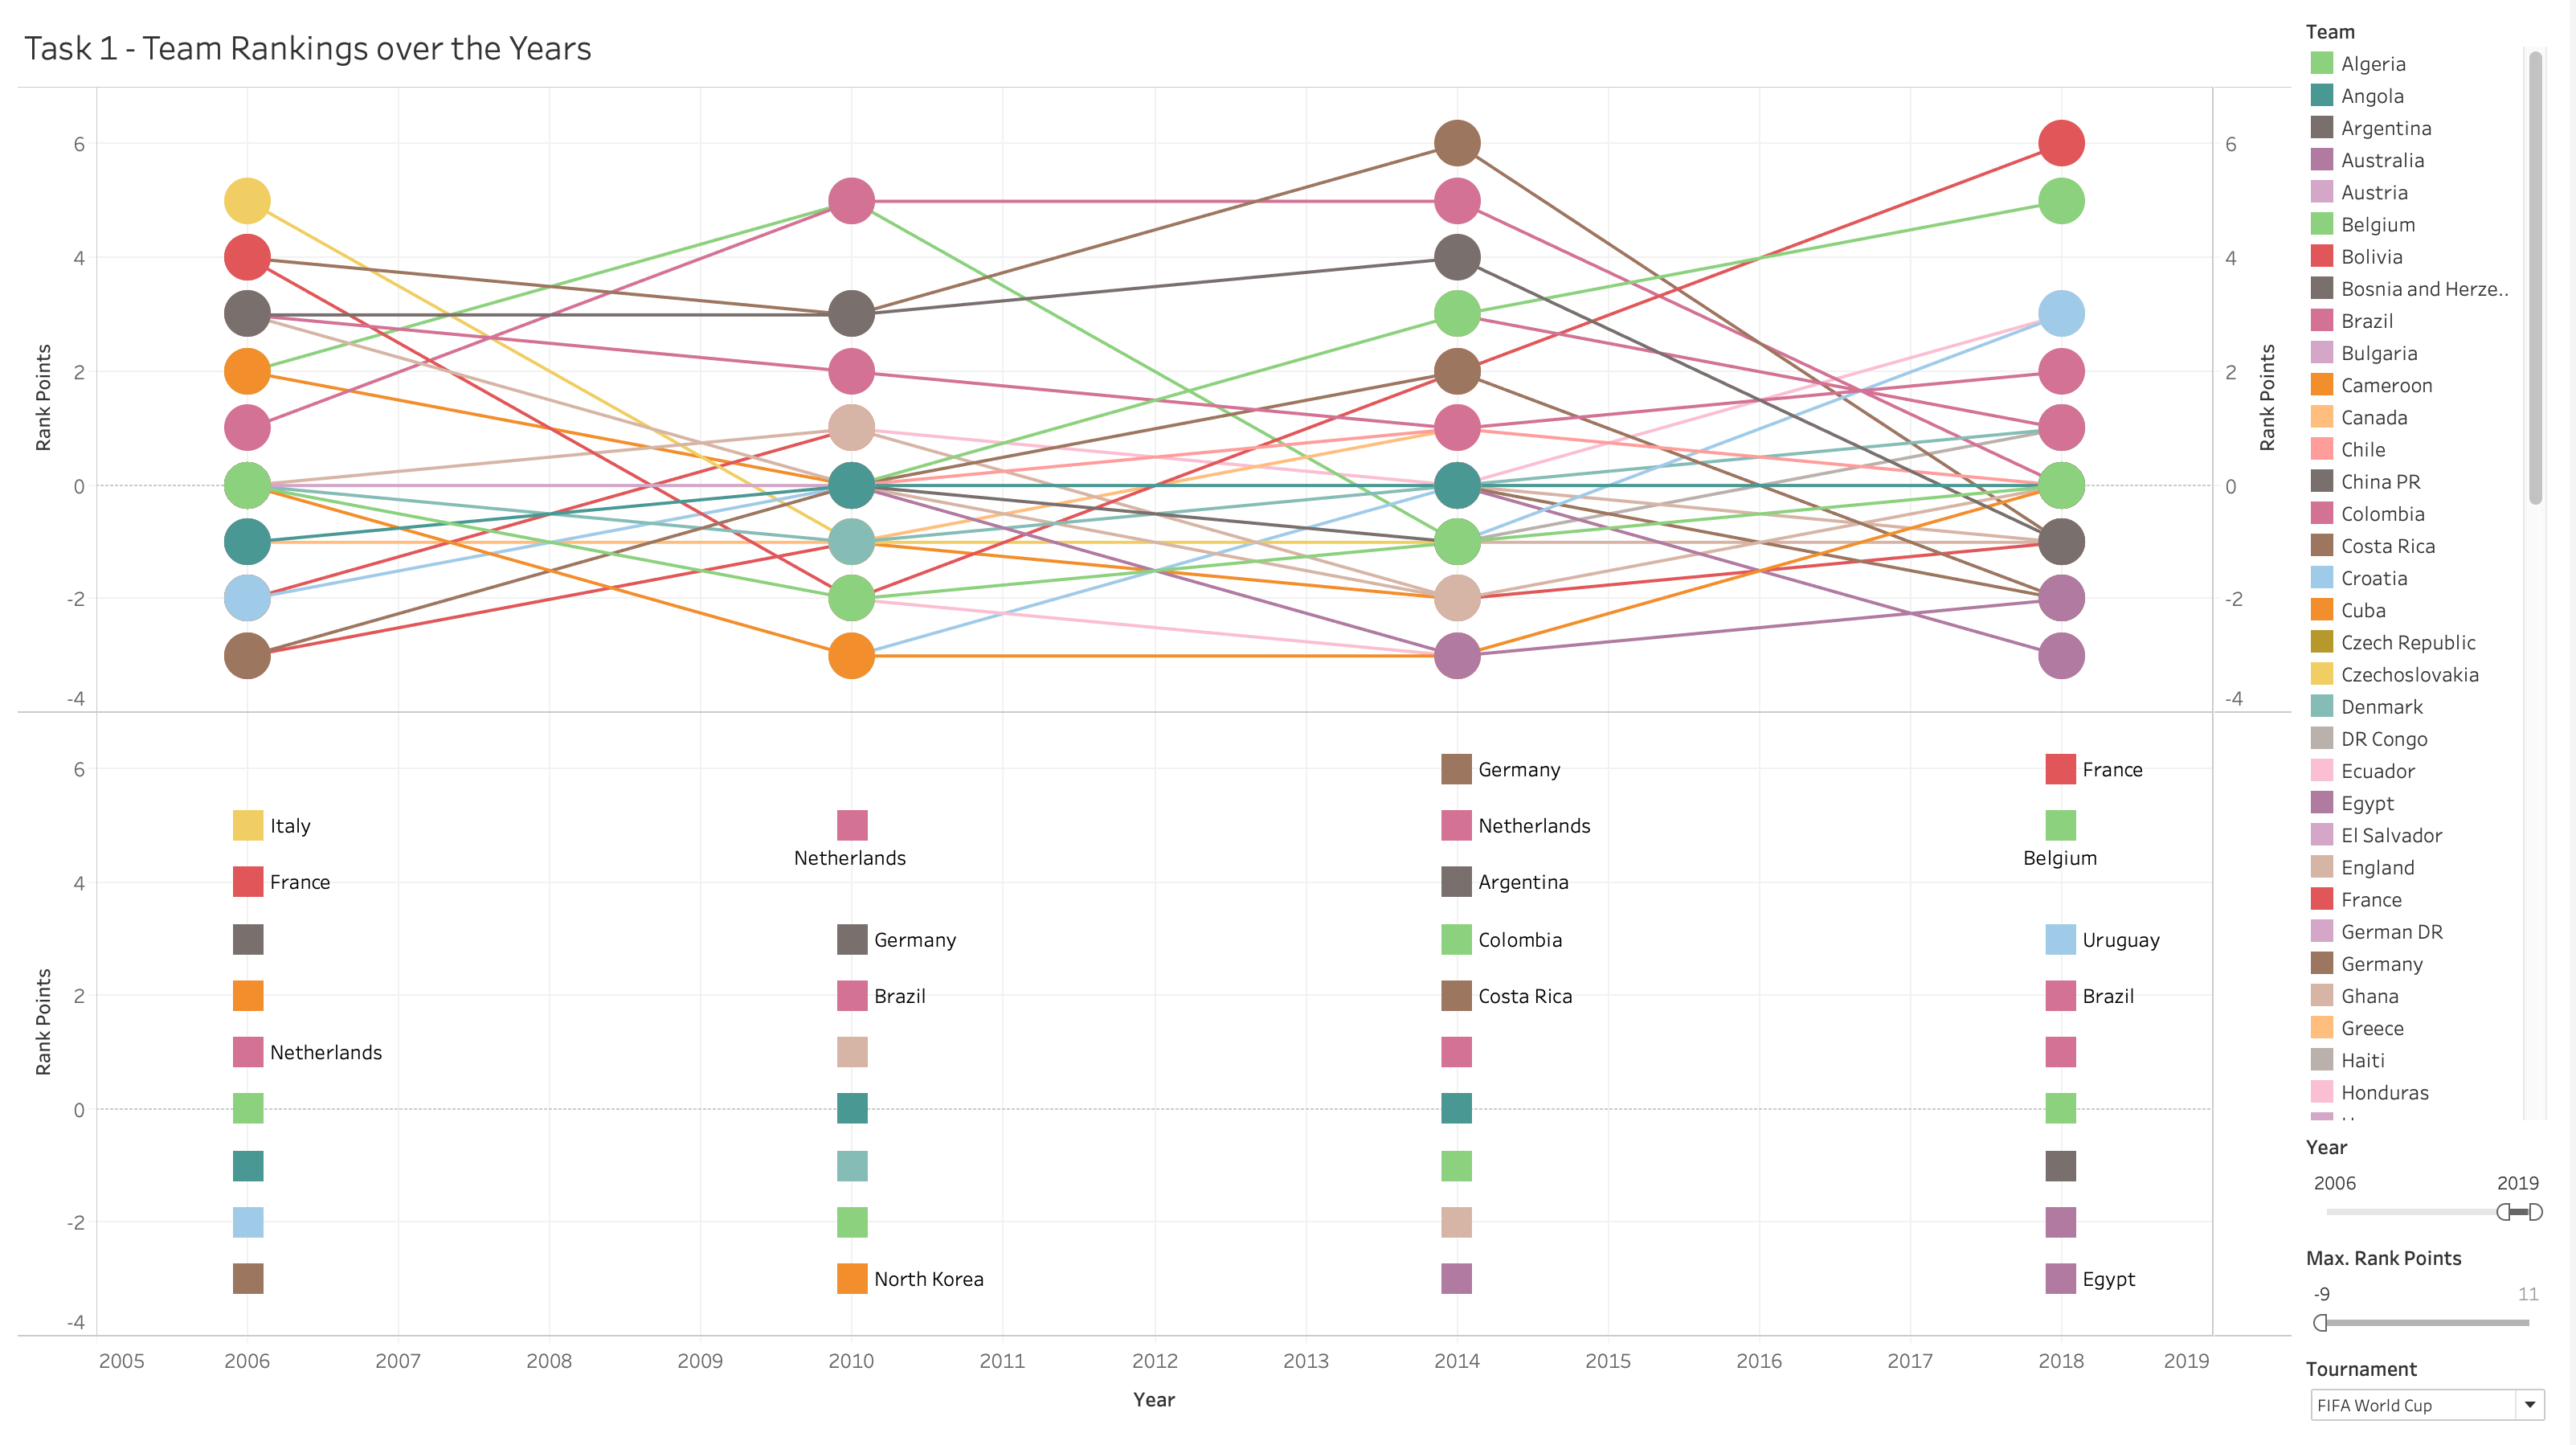 Task 1 - Team Rankings over the Years
Rank Points
6
4
2
0
-2
-4
6
4
2
0
-2
-4
Rank Points
Rank Points
6
4
2
0
-2
-4
Germany
France
Italy
Netherlands
Netherlands
Belgium
France
Argentina
Germany
Colombia
Uruguay
Brazil
Costa Rica
Brazil
Netherlands
North Korea
Egypt
2005 2006 2007 2008 2009 2010 2011 2012 2013 2014 2015 2016 2017 2018 2019
Year
Team
Algeria
Angola
Argentina
Australia
Austria
Belgium
Bolivia
Bosnia and Herze..
Brazil
Bulgaria
Cameroon
Canada
Chile
China PR
Colombia
Costa Rica
Croatia
Cuba
Czech Republic
Czechoslovakia
Denmark
DR Congo
Ecuador
Egypt
El Salvador
England
France
German DR
Germany
Ghana
Greece
Haiti
Honduras
Year
2006 2019
Max. Rank Points
-9 11
Tournament
FIFA World Cup